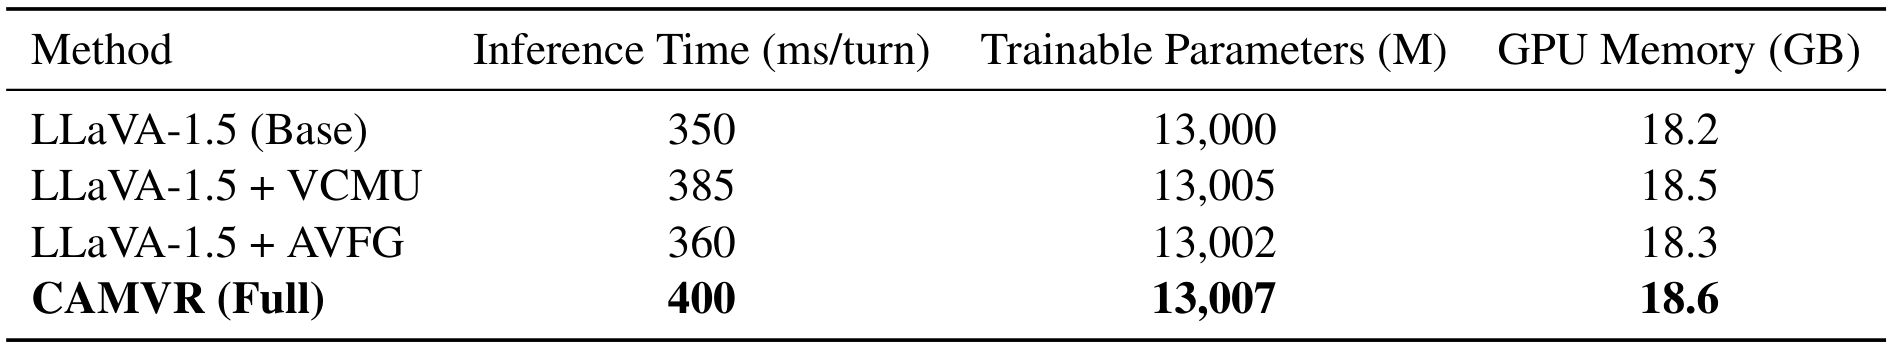 Method Inference Time (ms/turn) Trainable Parameters (M) GPU Memory (GB)
LLaVA-1.5 (Base) 350 13,000 18.2
LLaVA-1.5 + VCMU 385 13,005 18.5
LLaVA-1.5 + AVFG 360 13,002 18.3
CAMVR (Full) 400 13,007 18.6